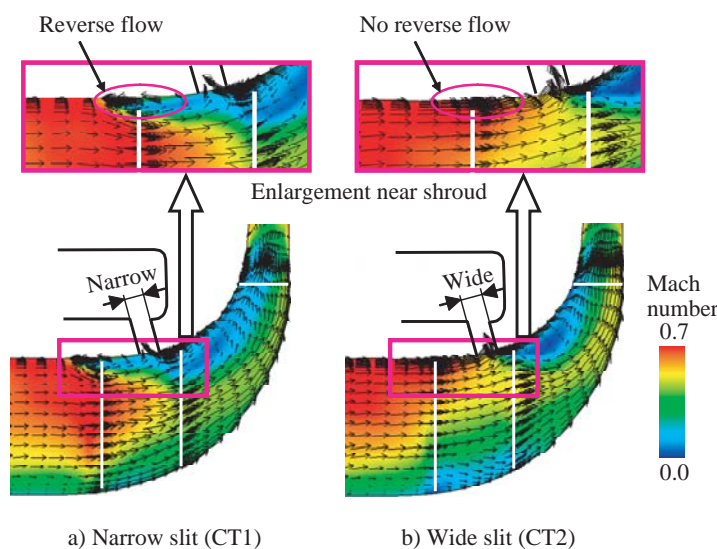 Reverse flow
No reverse flow
Enlargement near shroud
Narrow
Wide
Mach
number
0.7
0.0
a) Narrow slit (CT1)
b) Wide slit (CT2)